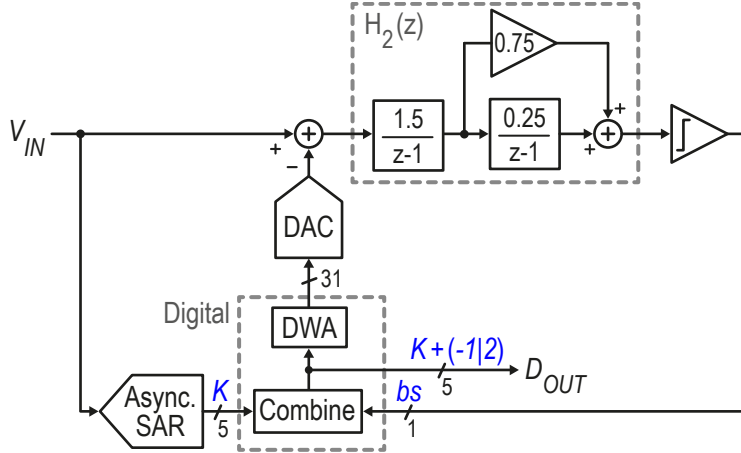 H2(z)
0.75
VIN
+
+
−
1.5
z-1
0.25
z-1
+
+
+
DAC
31
Digital
DWA
K+(-1|2)
5
DOUT
Async.
SAR
K
5
Combine
bs
1